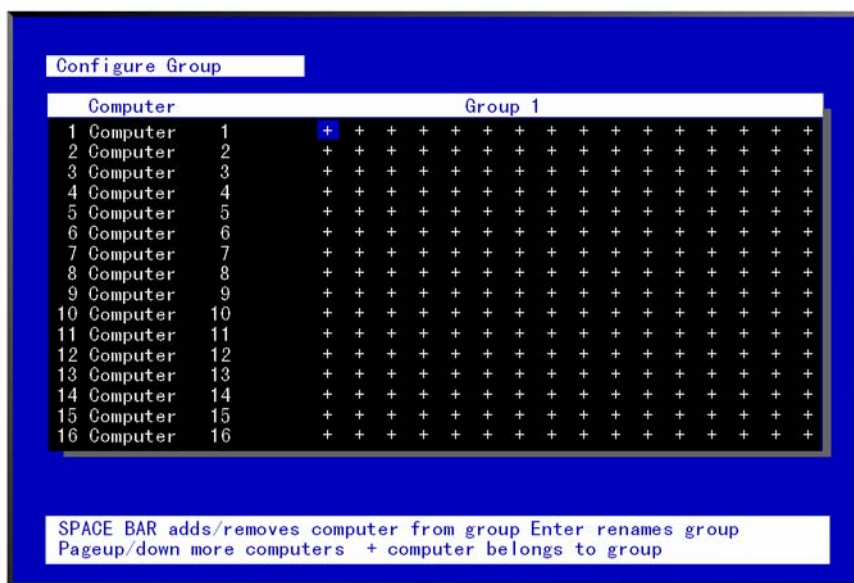 Configure Group
Computer Group 1
1 Computer 1 + + + + + + + + + + + + + + + +
2 Computer 2 + + + + + + + + + + + + + + + +
3 Computer 3 + + + + + + + + + + + + + + + +
4 Computer 4 + + + + + + + + + + + + + + + +
5 Computer 5 + + + + + + + + + + + + + + + +
6 Computer 6 + + + + + + + + + + + + + + + +
7 Computer 7 + + + + + + + + + + + + + + + +
8 Computer 8 + + + + + + + + + + + + + + + +
9 Computer 9 + + + + + + + + + + + + + + + +
10 Computer 10 + + + + + + + + + + + + + + + +
11 Computer 11 + + + + + + + + + + + + + + + +
12 Computer 12 + + + + + + + + + + + + + + + +
13 Computer 13 + + + + + + + + + + + + + + + +
14 Computer 14 + + + + + + + + + + + + + + + +
15 Computer 15 + + + + + + + + + + + + + + + +
16 Computer 16 + + + + + + + + + + + + + + + +
SPACE BAR adds/removes computer from group Enter renames group
Pageup/down more computers + computer belongs to group